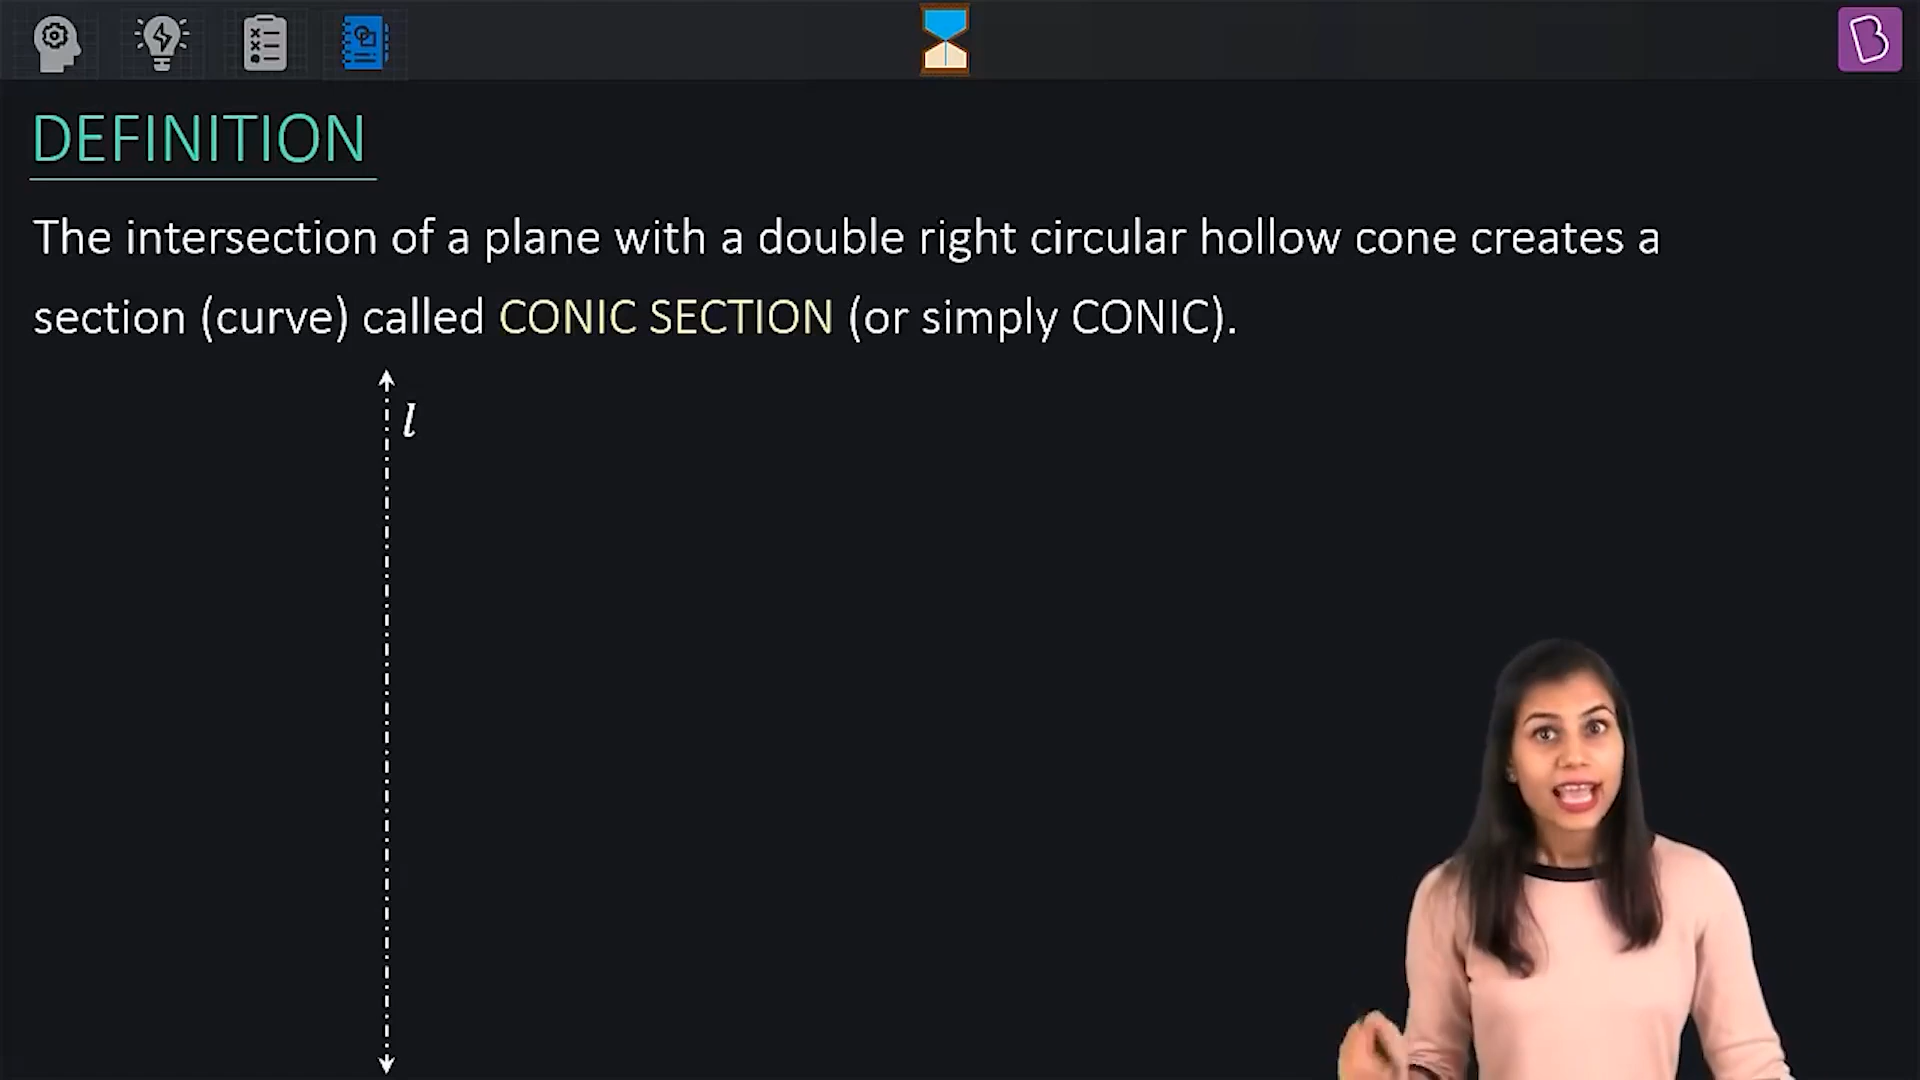 DEFINITION
The intersection of a plane with a double right circular hollow cone creates a
section (curve) called CONIC SECTION (or simply CONIC).
l
B